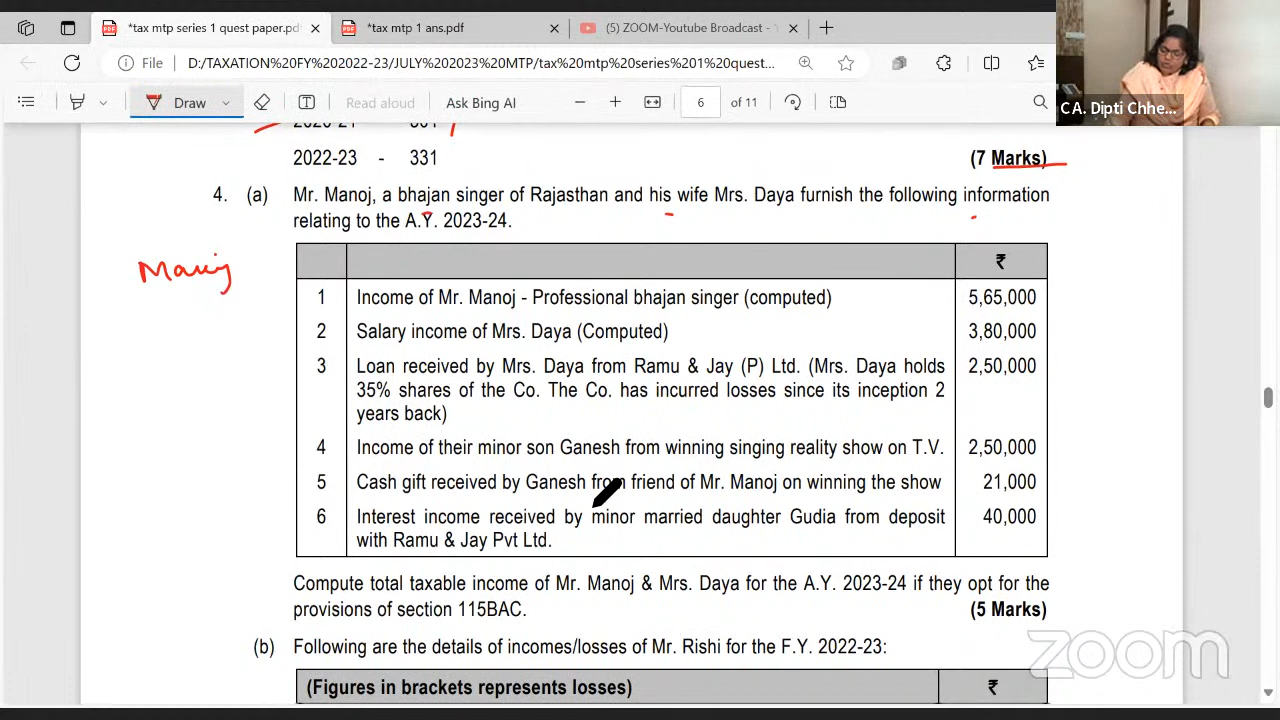 *tax mtp series 1 quest paper.pdf
*tax mtp 1 ans.pdf
(5) ZOOM-Youtube Broadcast -
File D:/TAXATION%20FY%202022-23/JULY%202023%20MTP/tax%20mtp%20series%201%20quest...
Draw Read aloud Ask Bing AI 6 of 11
CA. Dipti Chhe...
2022-23 - 331 (7 Marks)
4. (a) Mr. Manoj, a bhajan singer of Rajasthan and his wife Mrs. Daya furnish the following information
relating to the A.Y. 2023-24.
Manoj
₹
1 Income of Mr. Manoj - Professional bhajan singer (computed) 5,65,000
2 Salary income of Mrs. Daya (Computed) 3,80,000
3 Loan received by Mrs. Daya from Ramu & Jay (P) Ltd. (Mrs. Daya holds 2,50,000
35% shares of the Co. The Co. has incurred losses since its inception 2
years back)
4 Income of their minor son Ganesh from winning singing reality show on T.V. 2,50,000
5 Cash gift received by Ganesh from friend of Mr. Manoj on winning the show 21,000
6 Interest income received by minor married daughter Gudia from deposit 40,000
with Ramu & Jay Pvt Ltd.
Compute total taxable income of Mr. Manoj & Mrs. Daya for the A.Y. 2023-24 if they opt for the
provisions of section 115BAC. (5 Marks)
(b) Following are the details of incomes/losses of Mr. Rishi for the F.Y. 2022-23:
(Figures in brackets represents losses) ₹
zoom